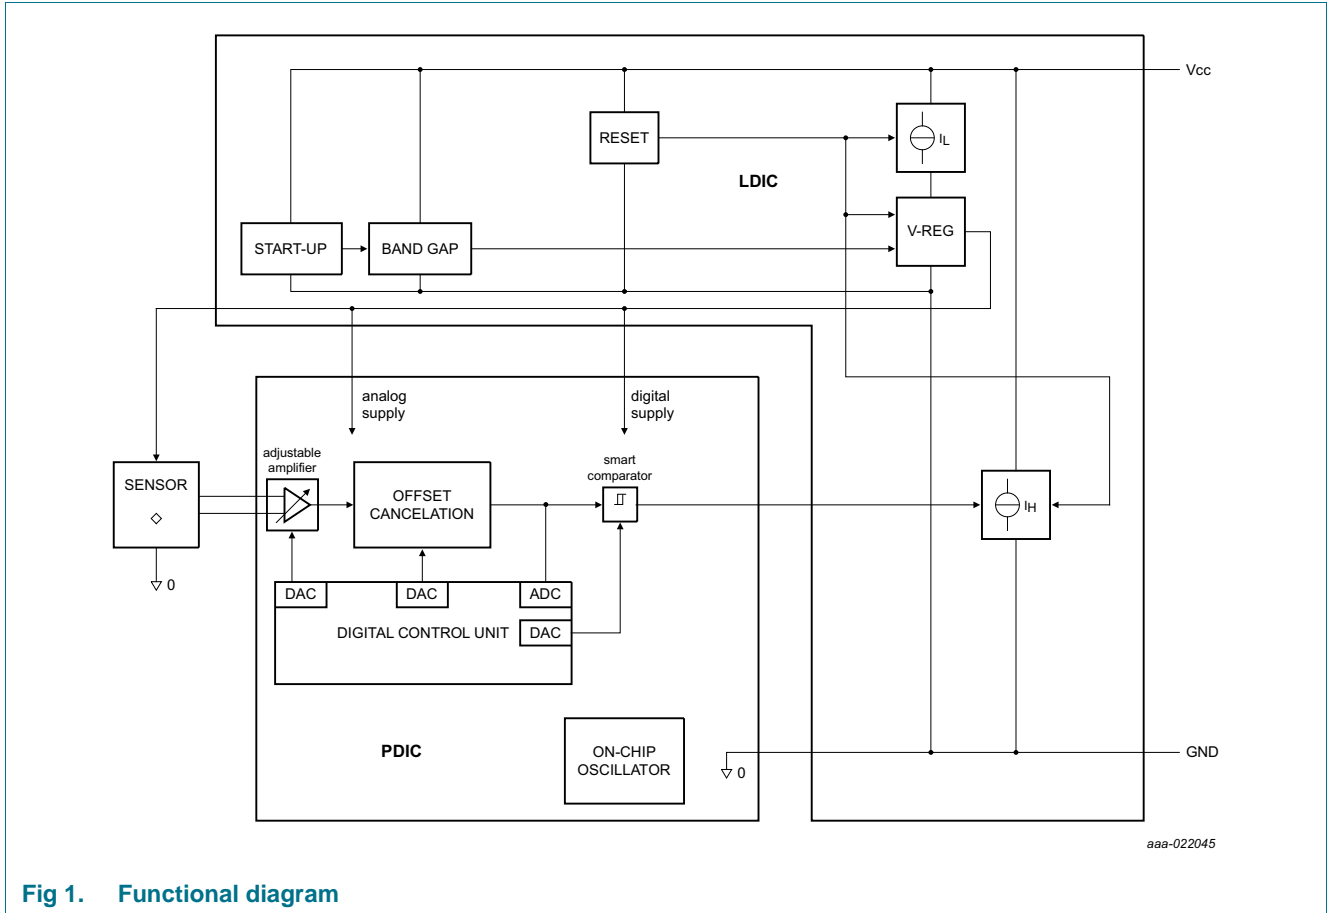 Vcc
RESET
IL
LDIC
START-UP
BAND GAP
V-REG
analog
supply
digital
supply
adjustable
amplifier
smart
comparator
SENSOR
OFFSET
CANCELATION
IH
0
DAC
DAC
ADC
DIGITAL CONTROL UNIT
DAC
PDIC
ON-CHIP
OSCILLATOR
0
GND
aaa-022045
Fig 1. Functional diagram